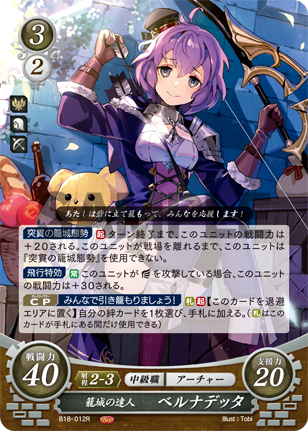 3
2
あたしは砦に立て籠もって、みんなを応援します！
突貫の籠城態勢 起 ターン終了まで、このユニットの戦闘力は
＋20される。このユニットが戦場を離れるまで、このユニットは
『突貫の籠城態勢』を使用できない。
飛行特効 常 このユニットが を攻撃している場合、このユニ
ットの戦闘力は＋30される。
CP みんなで引き籠もりましょう！ 札 起 【このカードを退避
エリアに置く】自分の絆カードを1枚選び、手札に加える。（札 はこの
カードが手札にある間だけ使用できる）
戦闘力
40
射程 2-3 中級職 アーチャー
支援力
20
籠城の達人 ベルナデッタ
B18-012R Illust：Tobi